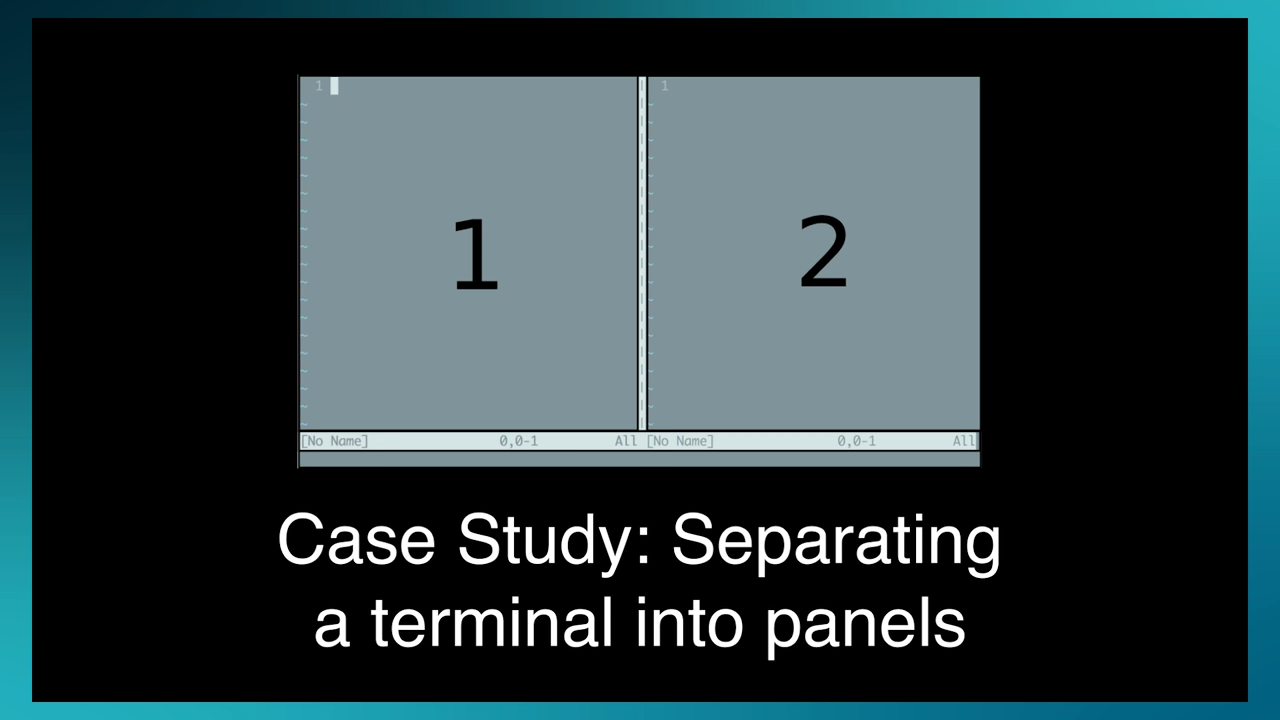 1 1
1 2
[No Name] 0,0-1 All [No Name] 0,0-1 All
Case Study: Separating
a terminal into panels